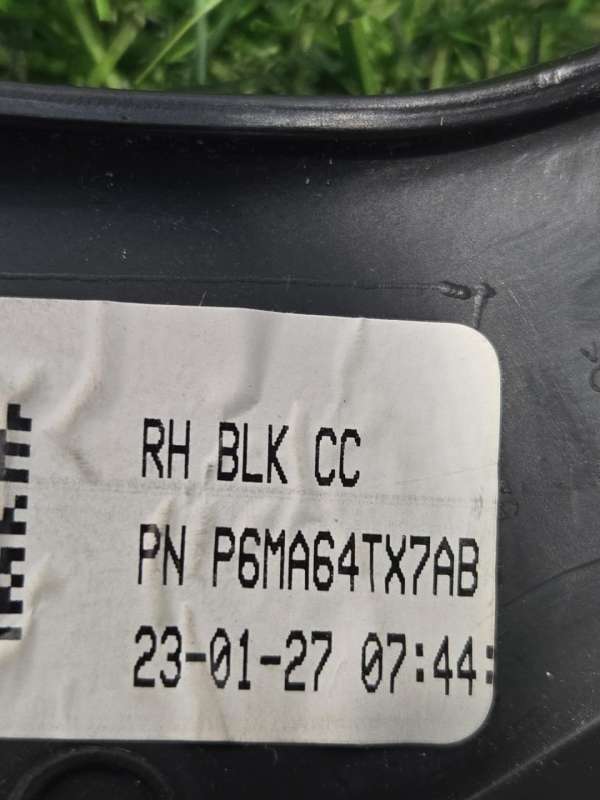 RH BLK CC
PN P6MA64TX7AB
23-01-27 07:44: